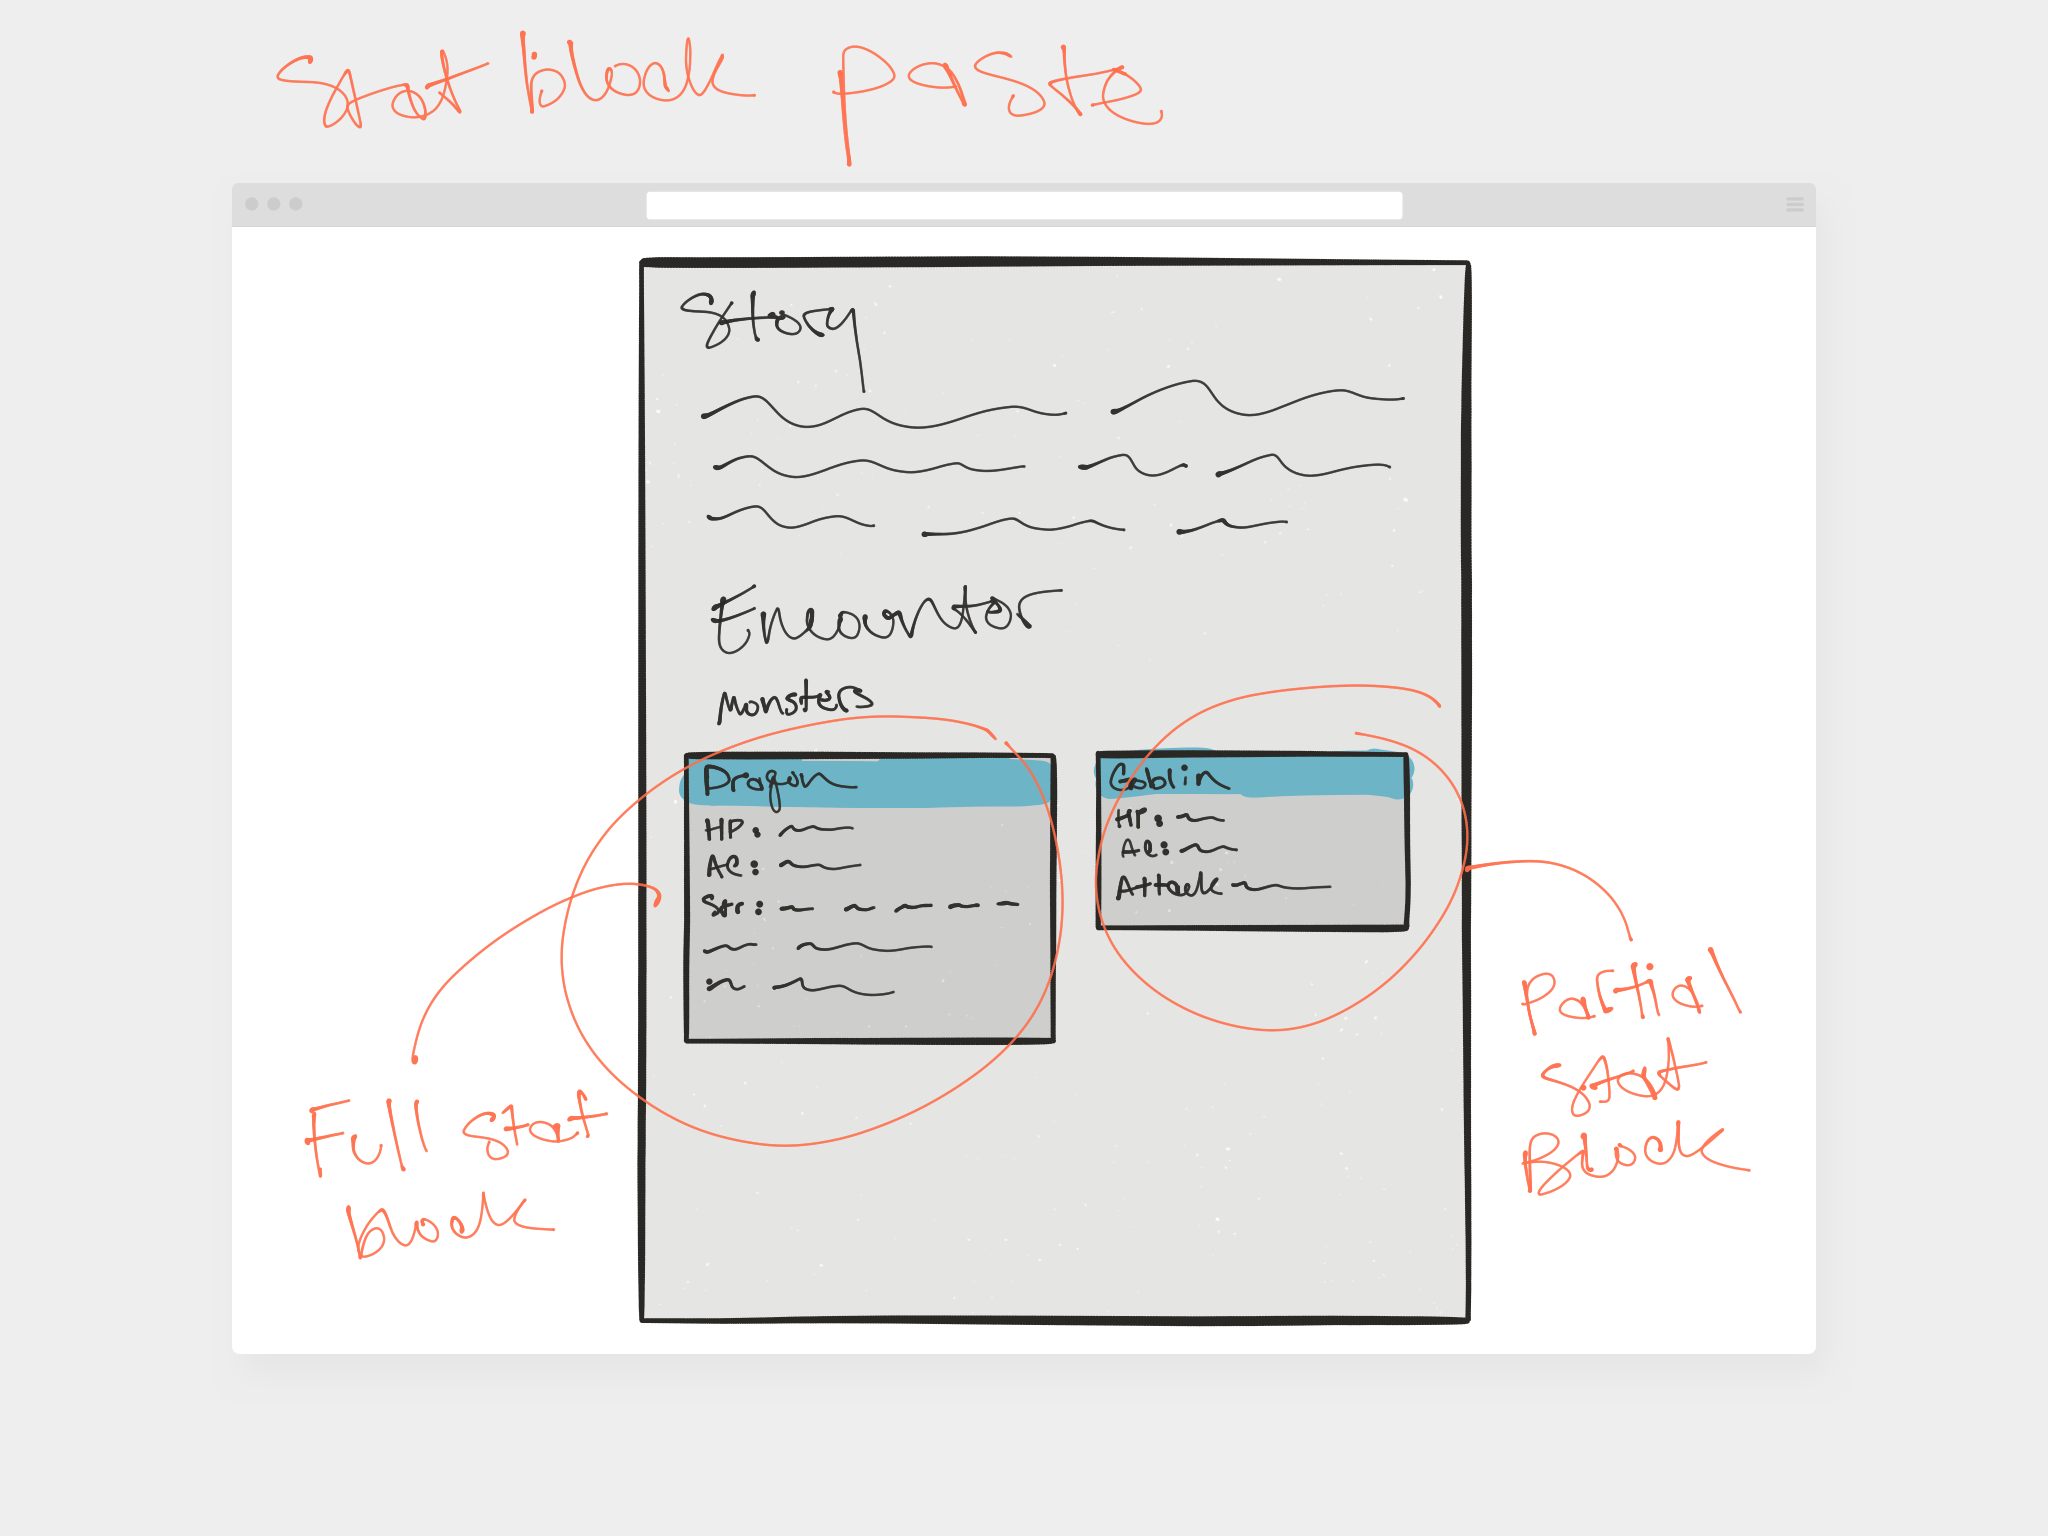 Stat block paste
Story
Encounter
Monsters
Dragon
HP:
AC:
Str:
Goblin
HP:
AC:
Attack
Full stat
block
Partial
stat
Block